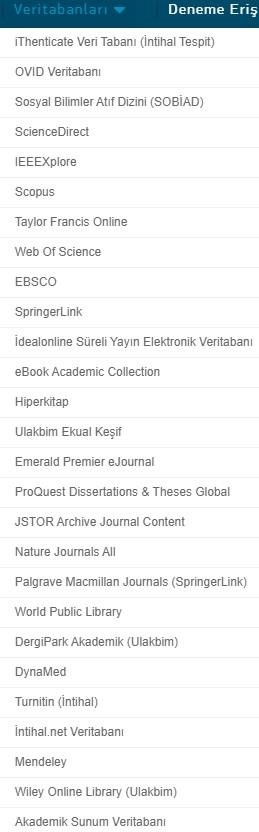 Veritabanları Deneme Eriş
iThenticate Veri Tabanı (İntihal Tespit)
OVID Veritabanı
Sosyal Bilimler Atıf Dizini (SOBİAD)
ScienceDirect
IEEEXplore
Scopus
Taylor Francis Online
Web Of Science
EBSCO
SpringerLink
İdealonline Süreli Yayın Elektronik Veritabanı
eBook Academic Collection
Hiperkitap
Ulakbim Ekual Keşif
Emerald Premier eJournal
ProQuest Dissertations & Theses Global
JSTOR Archive Journal Content
Nature Journals All
Palgrave Macmillan Journals (SpringerLink)
World Public Library
DergiPark Akademik (Ulakbim)
DynaMed
Turnitin (İntihal)
İntihal.net Veritabanı
Mendeley
Wiley Online Library (Ulakbim)
Akademik Sunum Veritabanı